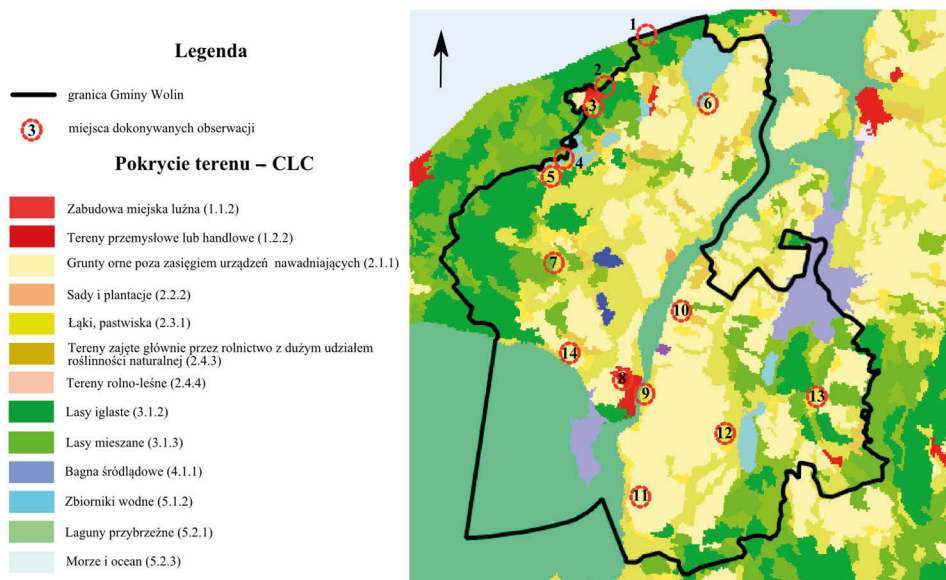 Legenda
granica Gminy Wolin
3 miejsca dokonywanych obserwacji
Pokrycie terenu – CLC
Zabudowa miejska luźna (1.1.2)
Tereny przemysłowe lub handlowe (1.2.2)
Grunty orne poza zasięgiem urządzeń nawadniających (2.1.1)
Sady i plantacje (2.2.2)
Łąki, pastwiska (2.3.1)
Tereny zajęte głównie przez rolnictwo z dużym udziałem
roślinności naturalnej (2.4.3)
Tereny rolno-leśne (2.4.4)
Lasy iglaste (3.1.2)
Lasy mieszane (3.1.3)
Bagna śródlądowe (4.1.1)
Zbiorniki wodne (5.1.2)
Laguny przybrzeżne (5.2.1)
Morze i ocean (5.2.3)
1
2
3
6
4
5
7
10
14
8
9
13
12
11